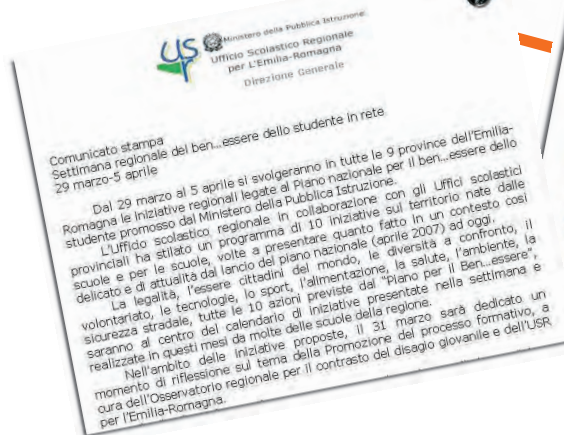 usr
Ministero della Pubblica Istruzione
Ufficio Scolastico Regionale
per L'Emilia-Romagna
Direzione Generale
Comunicato stampa
Settimana regionale del ben...essere dello studente in rete
29 marzo-5 aprile
Dal 29 marzo al 5 aprile si svolgeranno in tutte le 9 province dell'Emilia-
Romagna le iniziative regionali legate al Piano nazionale per il ben...essere dello
studente promosso dal Ministero della Pubblica Istruzione.
L'Ufficio scolastico regionale in collaborazione con gli Uffici scolastici
provinciali ha stilato un programma di 10 iniziative sul territorio nate dalle
scuole e per le scuole, volte a presentare quanto fatto in un contesto così
delicato e di attualità dal lancio del piano nazionale (aprile 2007) ad oggi.
La legalità, l'essere cittadini del mondo, le diversità a confronto, il
volontariato, le tecnologie, lo sport, l'alimentazione, la salute, l'ambiente, la
sicurezza stradale, tutte le 10 azioni previste dal "Piano per il Ben...essere",
saranno al centro del calendario di iniziative presentate nella settimana e
realizzate in questi mesi da molte delle scuole della regione.
Nell'ambito delle iniziative proposte, il 31 marzo sarà dedicato un
momento di riflessione sul tema della Promozione del processo formativo, a
cura dell'Osservatorio regionale per il contrasto del disagio giovanile e dell'USR
per l'Emilia-Romagna.